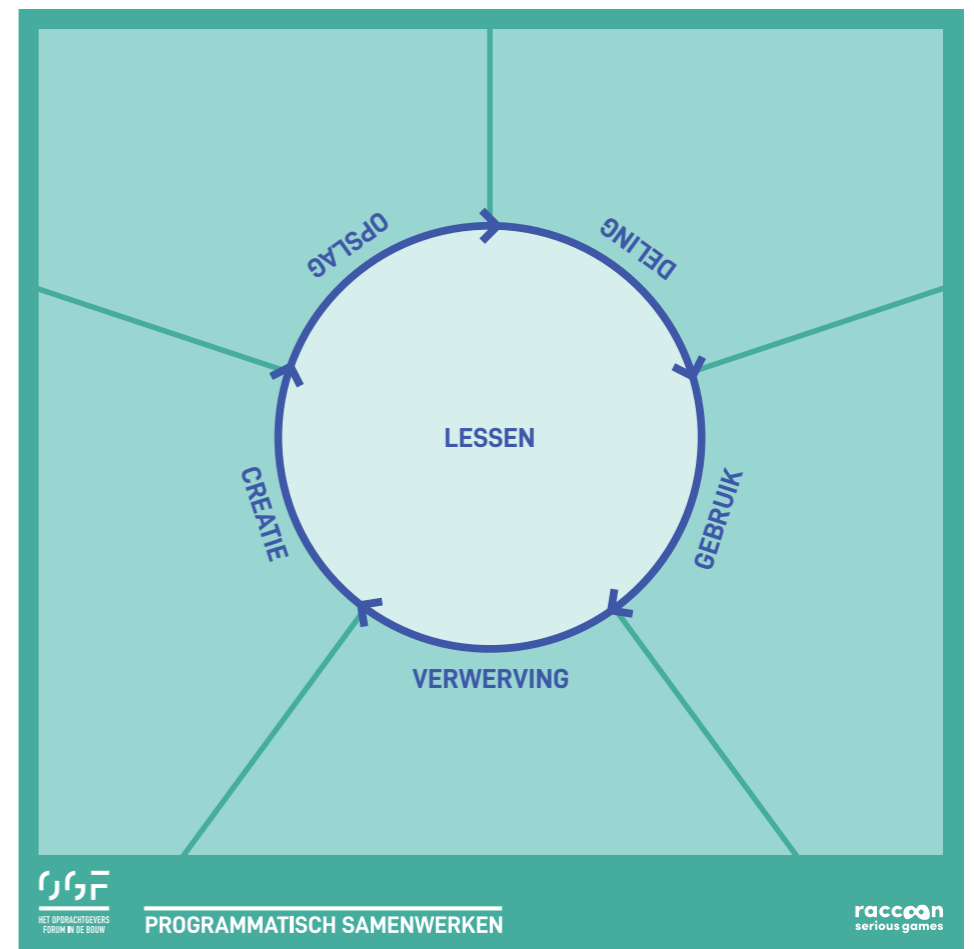 OPSLAG
DELING
LESSEN
CREATIE
GEBRUIK
VERWERVING
OGF
HET OPDRACHTGEVERS
FORUM IN DE BOUW
PROGRAMMATISCH SAMENWERKEN
raccoon
serious games